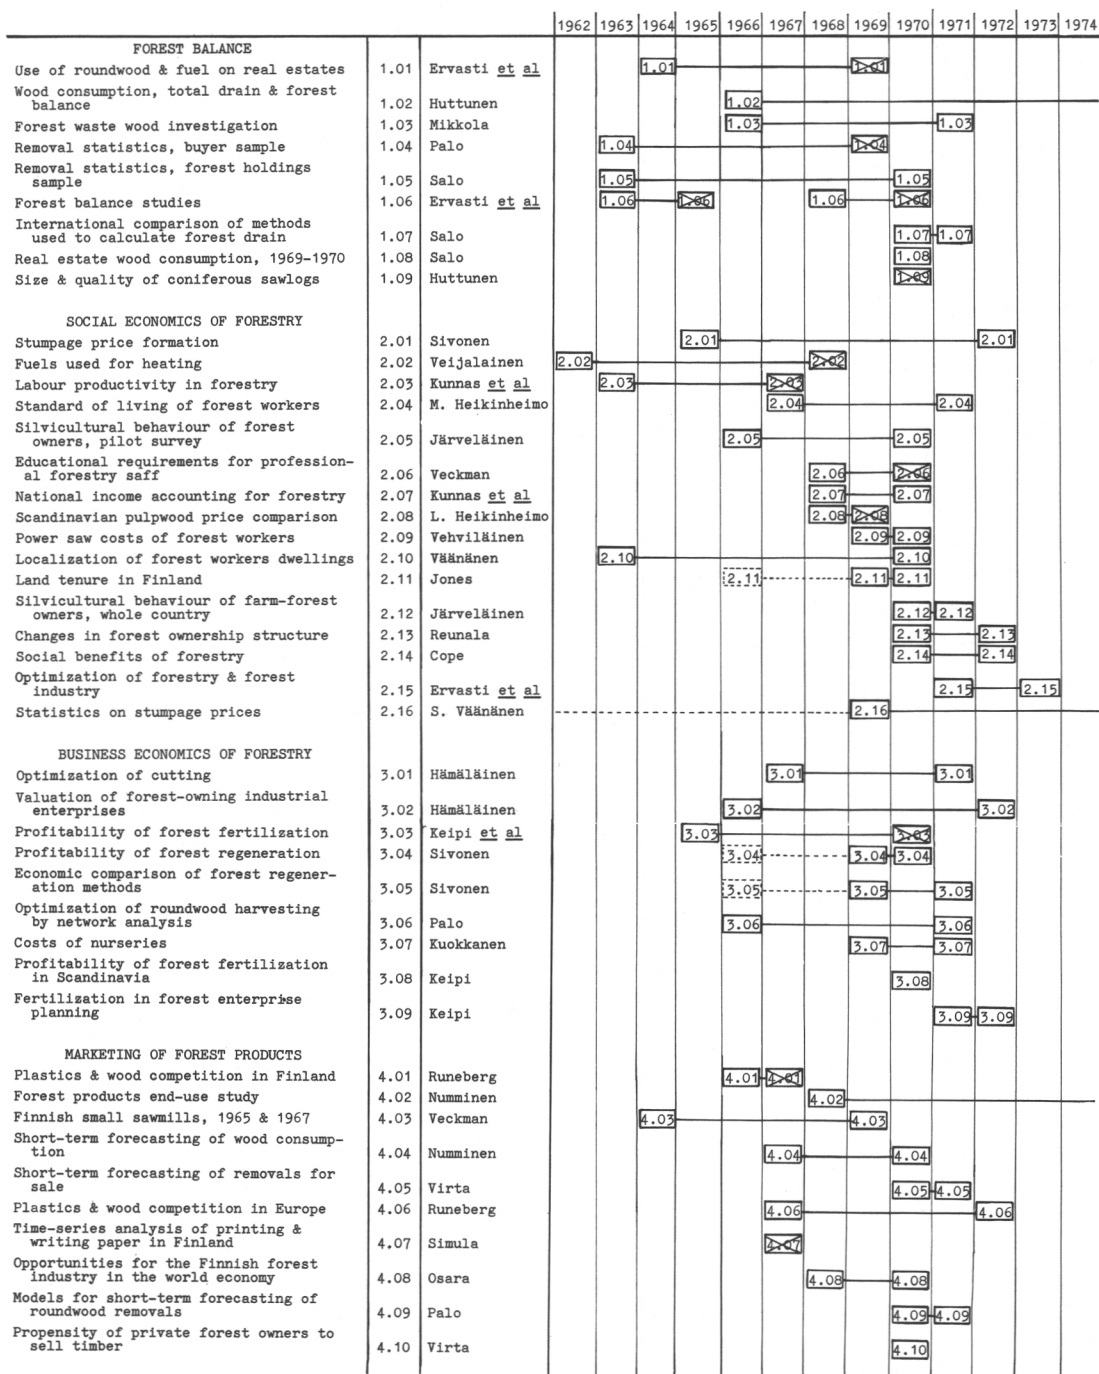 1962 1963 1964 1965 1966 1967 1968 1969 1970 1971 1972 1973 1974
FOREST BALANCE
Use of roundwood & fuel on real estates 1.01 Ervasti et al 1.01 1.01
Wood consumption, total drain & forest
balance 1.02 Huttunen 1.02
Forest waste wood investigation 1.03 Mikkola 1.03 1.03
Removal statistics, buyer sample 1.04 Palo 1.04 1.04
Removal statistics, forest holdings
sample 1.05 Salo 1.05 1.05
Forest balance studies 1.06 Ervasti et al 1.06 1.06 1.06 1.06
International comparison of methods
used to calculate forest drain 1.07 Salo 1.07 1.07
Real estate wood consumption, 1969-1970 1.08 Salo 1.08
Size & quality of coniferous sawlogs 1.09 Huttunen 1.09
SOCIAL ECONOMICS OF FORESTRY
Stumpage price formation 2.01 Sivonen 2.01 2.01
Fuels used for heating 2.02 Veijalainen 2.02 2.02
Labour productivity in forestry 2.03 Kunnas et al 2.03 2.03
Standard of living of forest workers 2.04 M. Heikinheimo 2.04 2.04
Silvicultural behaviour of forest
owners, pilot survey 2.05 Järveläinen 2.05 2.05
Educational requirements for profession-
al forestry saff 2.06 Veckman 2.06 2.06
National income accounting for forestry 2.07 Kunnas et al 2.07 2.07
Scandinavian pulpwood price comparison 2.08 L. Heikinheimo 2.08 2.08
Power saw costs of forest workers 2.09 Vehviläinen 2.09 2.09
Localization of forest workers dwellings 2.10 Väänänen 2.10 2.10
Land tenure in Finland 2.11 Jones 2.11 2.11 2.11
Silvicultural behaviour of farm-forest
owners, whole country 2.12 Järveläinen 2.12 2.12
Changes in forest ownership structure 2.13 Reunala 2.13 2.13
Social benefits of forestry 2.14 Cope 2.14 2.14
Optimization of forestry & forest
industry 2.15 Ervasti et al 2.15 2.15
Statistics on stumpage prices 2.16 S. Väänänen 2.16
BUSINESS ECONOMICS OF FORESTRY
Optimization of cutting 3.01 Hämäläinen 3.01 3.01
Valuation of forest-owning industrial
enterprises 3.02 Hämäläinen 3.02 3.02
Profitability of forest fertilization 3.03 Keipi et al 3.03 3.03
Profitability of forest regeneration 3.04 Sivonen 3.04 3.04 3.04
Economic comparison of forest regener-
ation methods 3.05 Sivonen 3.05 3.05 3.05
Optimization of roundwood harvesting
by network analysis 3.06 Palo 3.06 3.06
Costs of nurseries 3.07 Kuokkanen 3.07 3.07
Profitability of forest fertilization
in Scandinavia 3.08 Keipi 3.08
Fertilization in forest enterprise
planning 3.09 Keipi 3.09 3.09
MARKETING OF FOREST PRODUCTS
Plastics & wood competition in Finland 4.01 Runeberg 4.01 4.01
Forest products end-use study 4.02 Numminen 4.02
Finnish small sawmills, 1965 & 1967 4.03 Veckman 4.03 4.03
Short-term forecasting of wood consump-
tion 4.04 Numminen 4.04 4.04
Short-term forecasting of removals for
sale 4.05 Virta 4.05 4.05
Plastics & wood competition in Europe 4.06 Runeberg 4.06 4.06
Time-series analysis of printing &
writing paper in Finland 4.07 Simula 4.07
Opportunities for the Finnish forest
industry in the world economy 4.08 Osara 4.08 4.08
Models for short-term forecasting of
roundwood removals 4.09 Palo 4.09 4.09
Propensity of private forest owners to
sell timber 4.10 Virta 4.10